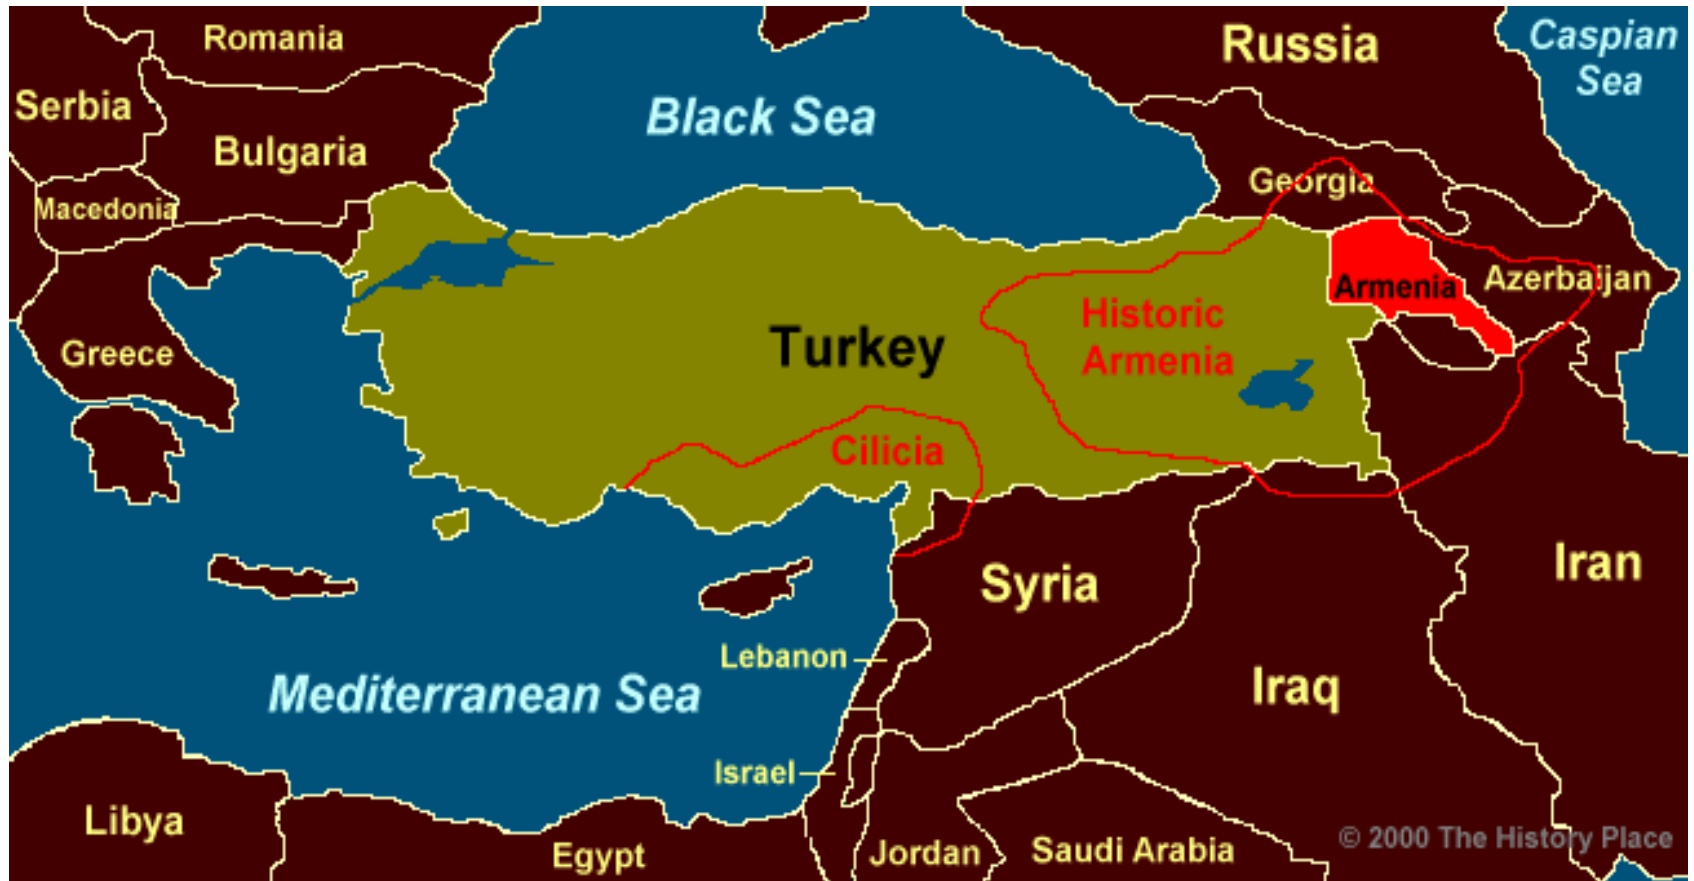 Romania
Russia
Caspian
Sea
Serbia
Black Sea
Bulgaria
Georgia
Macedonia
Azerbaijan
Armenia
Historic
Armenia
Turkey
Greece
Cilicia
Syria
Iran
Lebanon
Mediterranean Sea
Iraq
Israel
Libya
© 2000 The History Place
Egypt
Jordan
Saudi Arabia